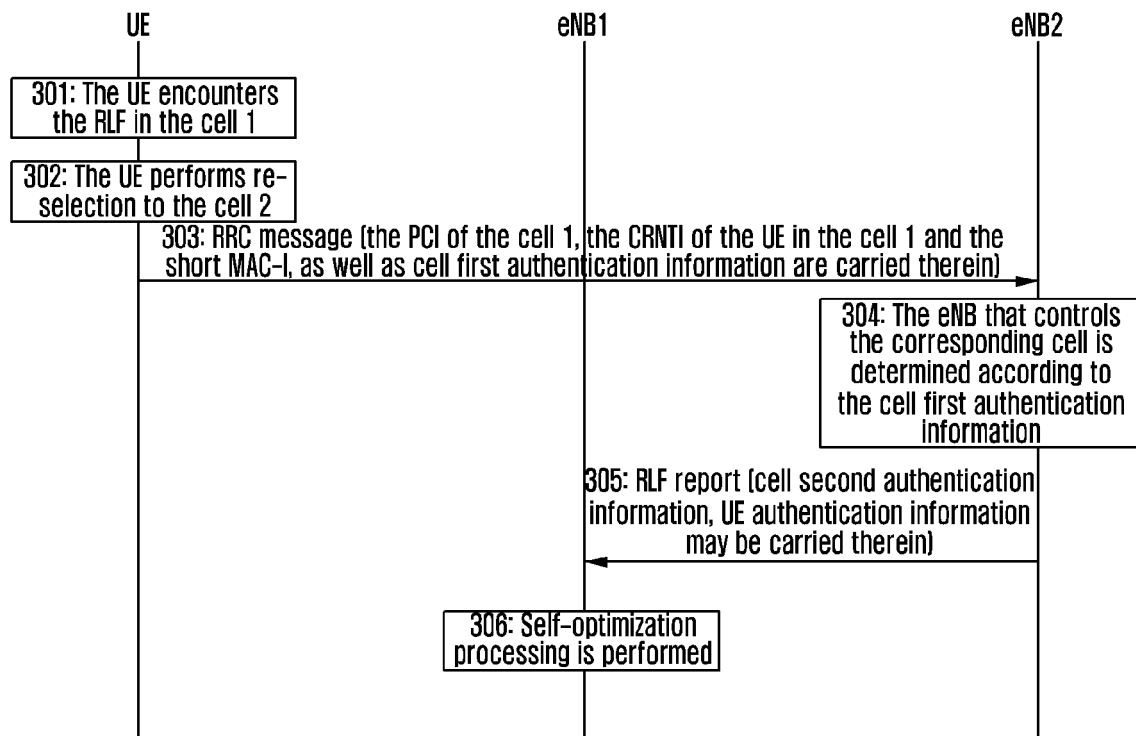 UE
eNB1
eNB2
301: The UE encounters
the RLF in the cell 1
302: The UE performs re-
selection to the cell 2
303: RRC message (the PCI of the cell 1, the CRNTI of the UE in the cell 1 and the
short MAC-I, as well as cell first authentication information are carried therein)
304: The eNB that controls
the corresponding cell is
determined according to
the cell first authentication
information
305: RLF report (cell second authentication
information, UE authentication information
may be carried therein)
306: Self-optimization
processing is performed